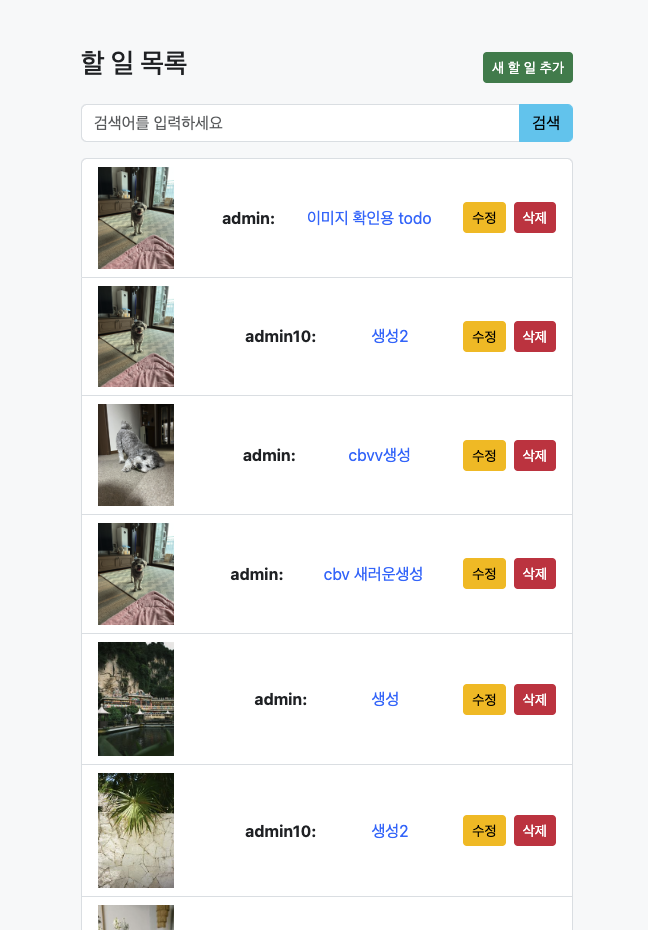 할 일 목록
새 할 일 추가
검색어를 입력하세요 검색
admin: 이미지 확인용 todo 수정 삭제
admin10: 생성2 수정 삭제
admin: cbvv생성 수정 삭제
admin: cbv 새러운생성 수정 삭제
admin: 생성 수정 삭제
admin10: 생성2 수정 삭제